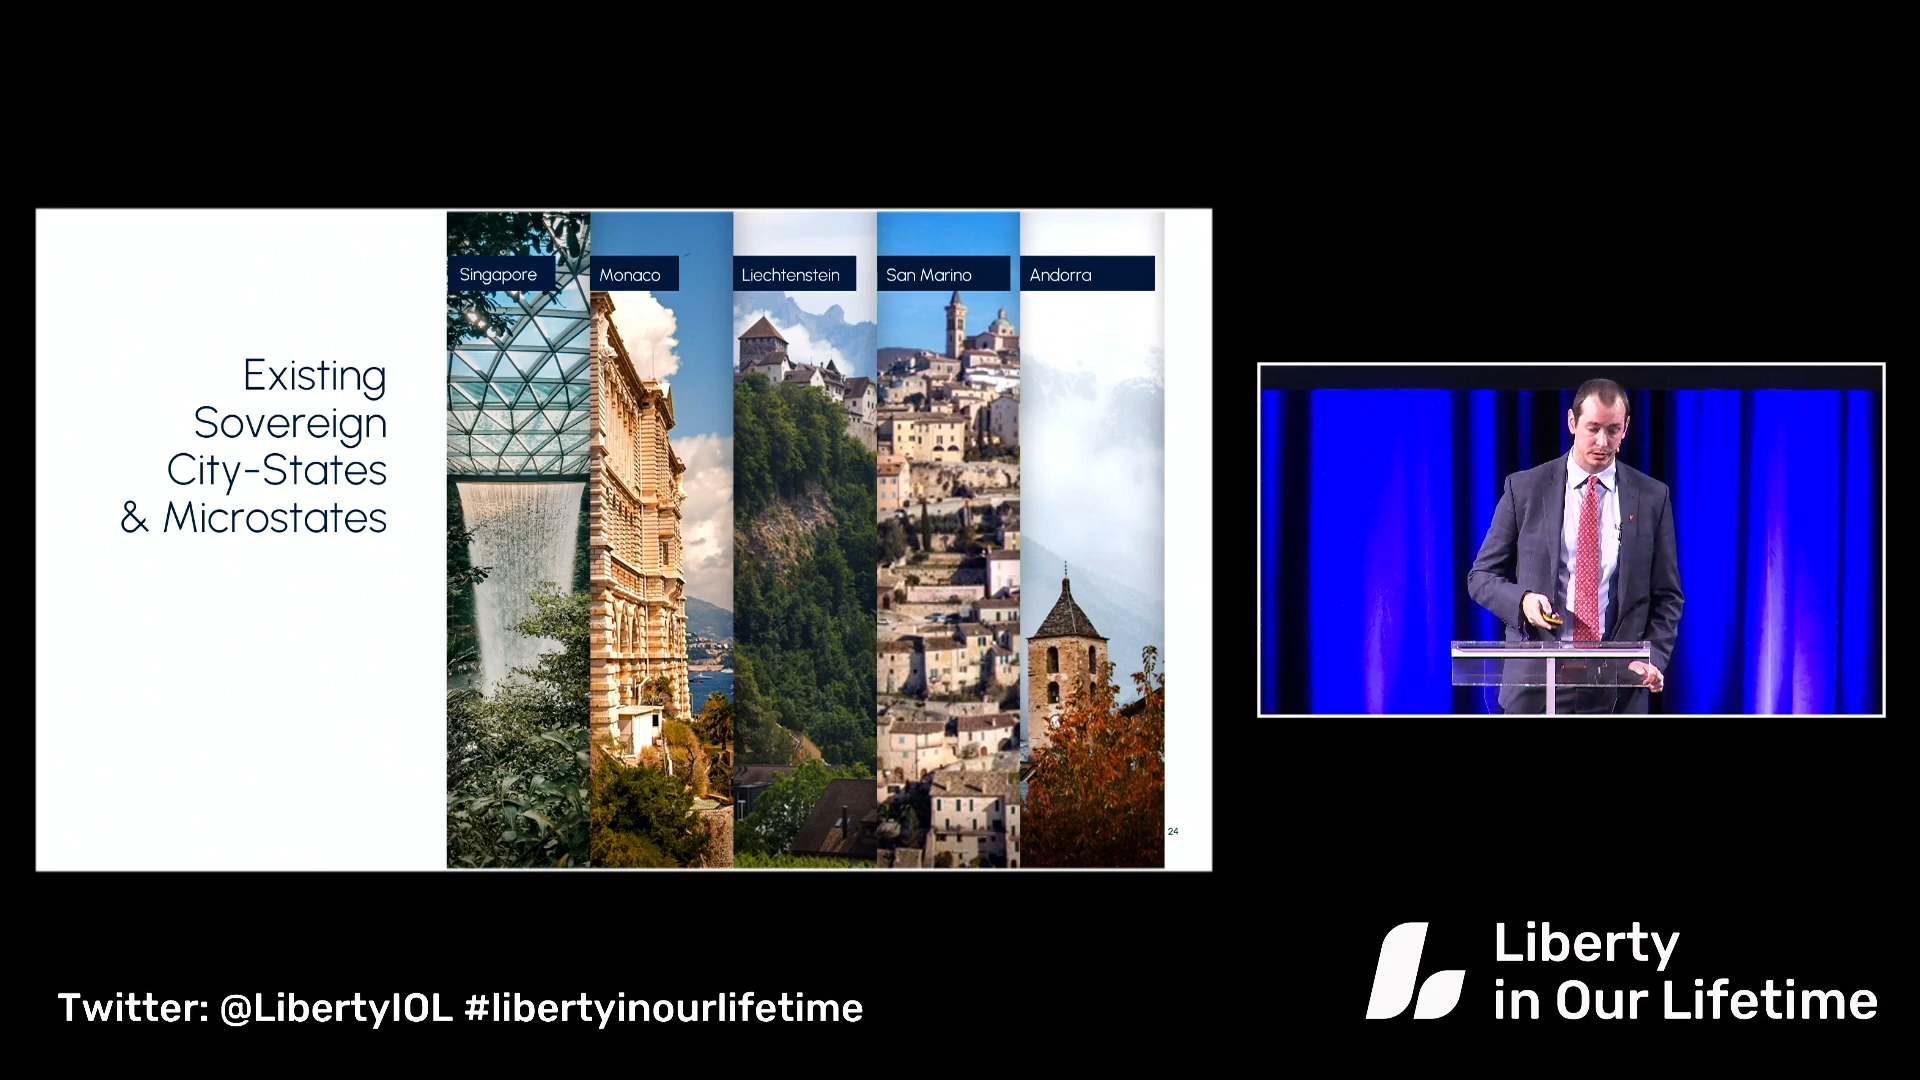 Existing
Sovereign
City-States
& Microstates
Singapore
Monaco
Liechtenstein
San Marino
Andorra
24
Twitter: @LibertyIOL #libertyinourlifetime
Liberty
in Our Lifetime